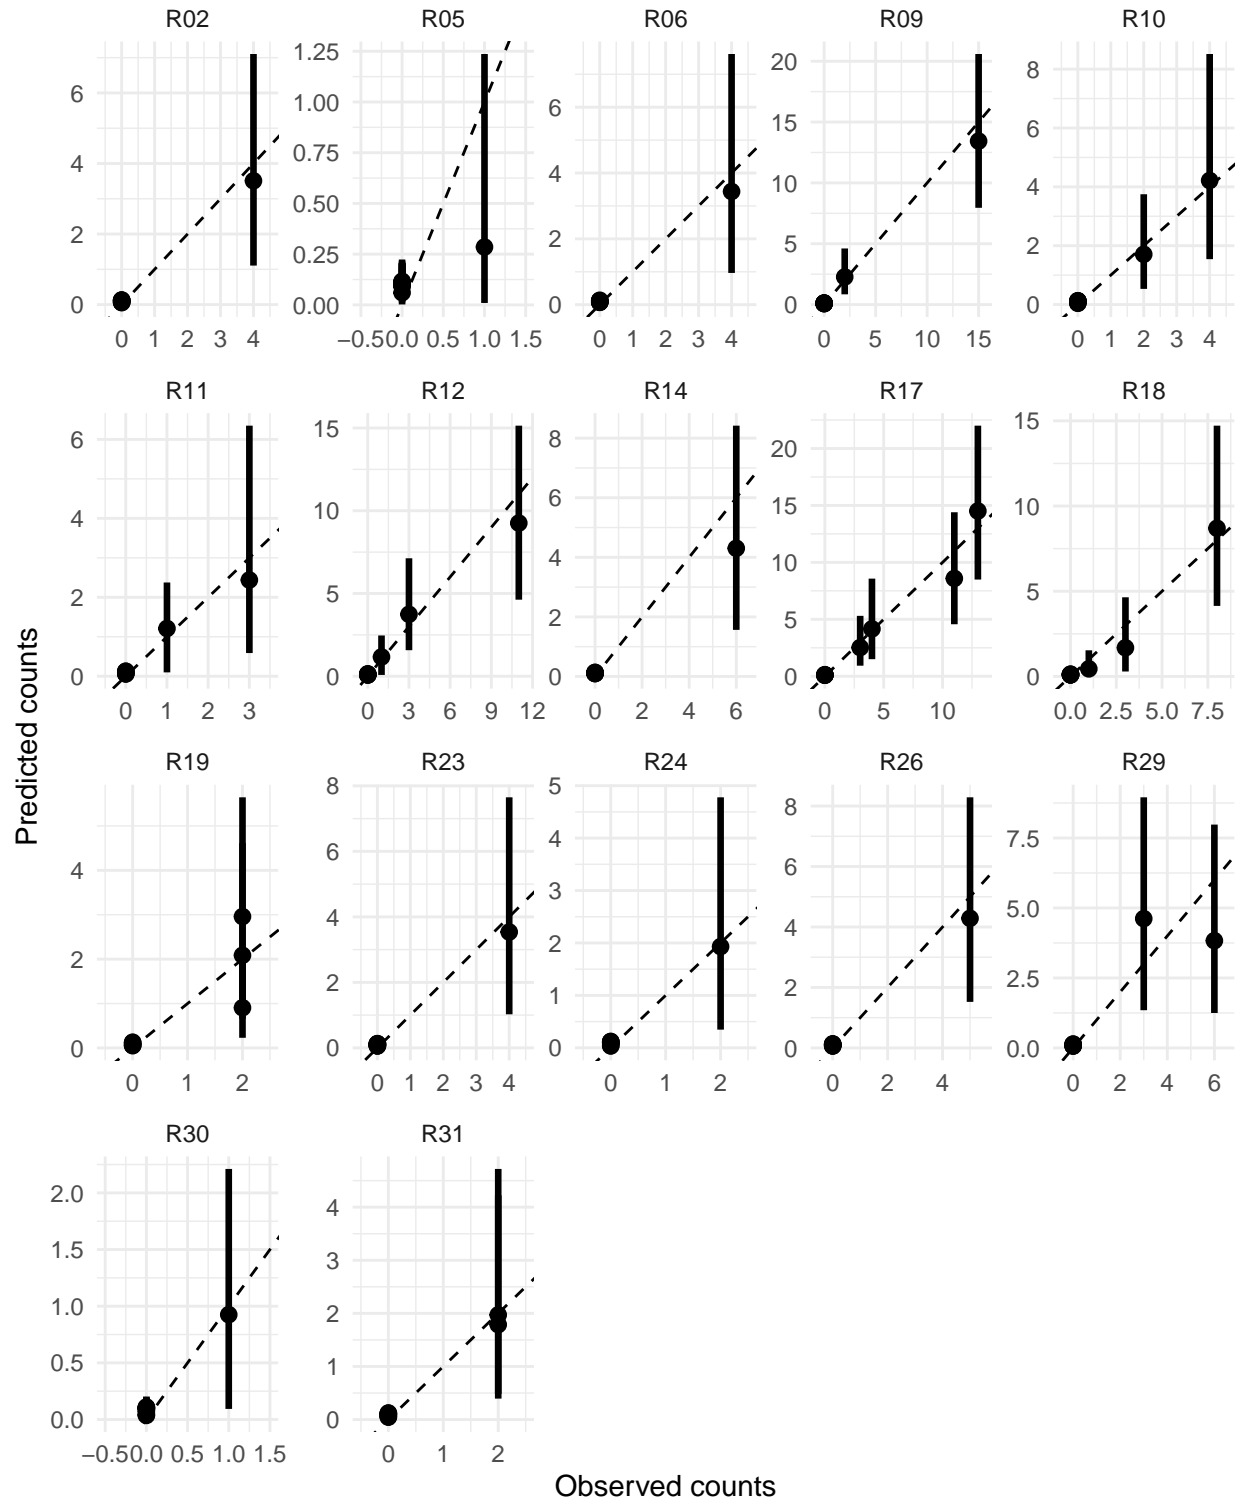 R02 R05 R06 R09 R10
6 4 2 0
0 1 2 3 4
1.25 1.00 0.75 0.50 0.25 0.00
−0.5 0.0 0.5 1.0 1.5
6 4 2 0
0 1 2 3 4
20 15 10 5 0
0 5 10 15
8 6 4 2 0
0 1 2 3 4
R11 R12 R14 R17 R18
6 4 2 0
0 1 2 3
15 10 5 0
0 3 6 9 12
8 6 4 2 0
0 2 4 6
20 15 10 5 0
0 5 10
15 10 5 0
0.0 2.5 5.0 7.5
Predicted counts
R19 R23 R24 R26 R29
4 2 0
0 1 2
8 6 4 2 0
0 1 2 3 4
5 4 3 2 1 0
0 1 2
8 6 4 2 0
0 2 4
7.5 5.0 2.5 0.0
0 2 4 6
R30 R31
2.0 1.5 1.0 0.5 0.0
−0.5 0.0 0.5 1.0 1.5
4 3 2 1 0
0 1 2
Observed counts